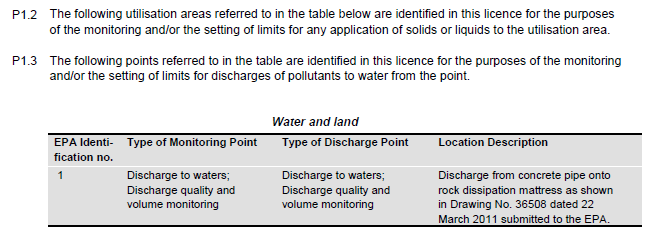 P1.2 The following utilisation areas referred to in the table below are identified in this licence for the purposes
of the monitoring and/or the setting of limits for any application of solids or liquids to the utilisation area.
P1.3 The following points referred to in the table are identified in this licence for the purposes of the monitoring
and/or the setting of limits for discharges of pollutants to water from the point.
Water and land
EPA Identi- Type of Monitoring Point Type of Discharge Point Location Description
fication no.
1 Discharge to waters; Discharge to waters; Discharge from concrete pipe onto
Discharge quality and Discharge quality and rock dissipation mattress as shown
volume monitoring volume monitoring in Drawing No. 36508 dated 22
March 2011 submitted to the EPA.